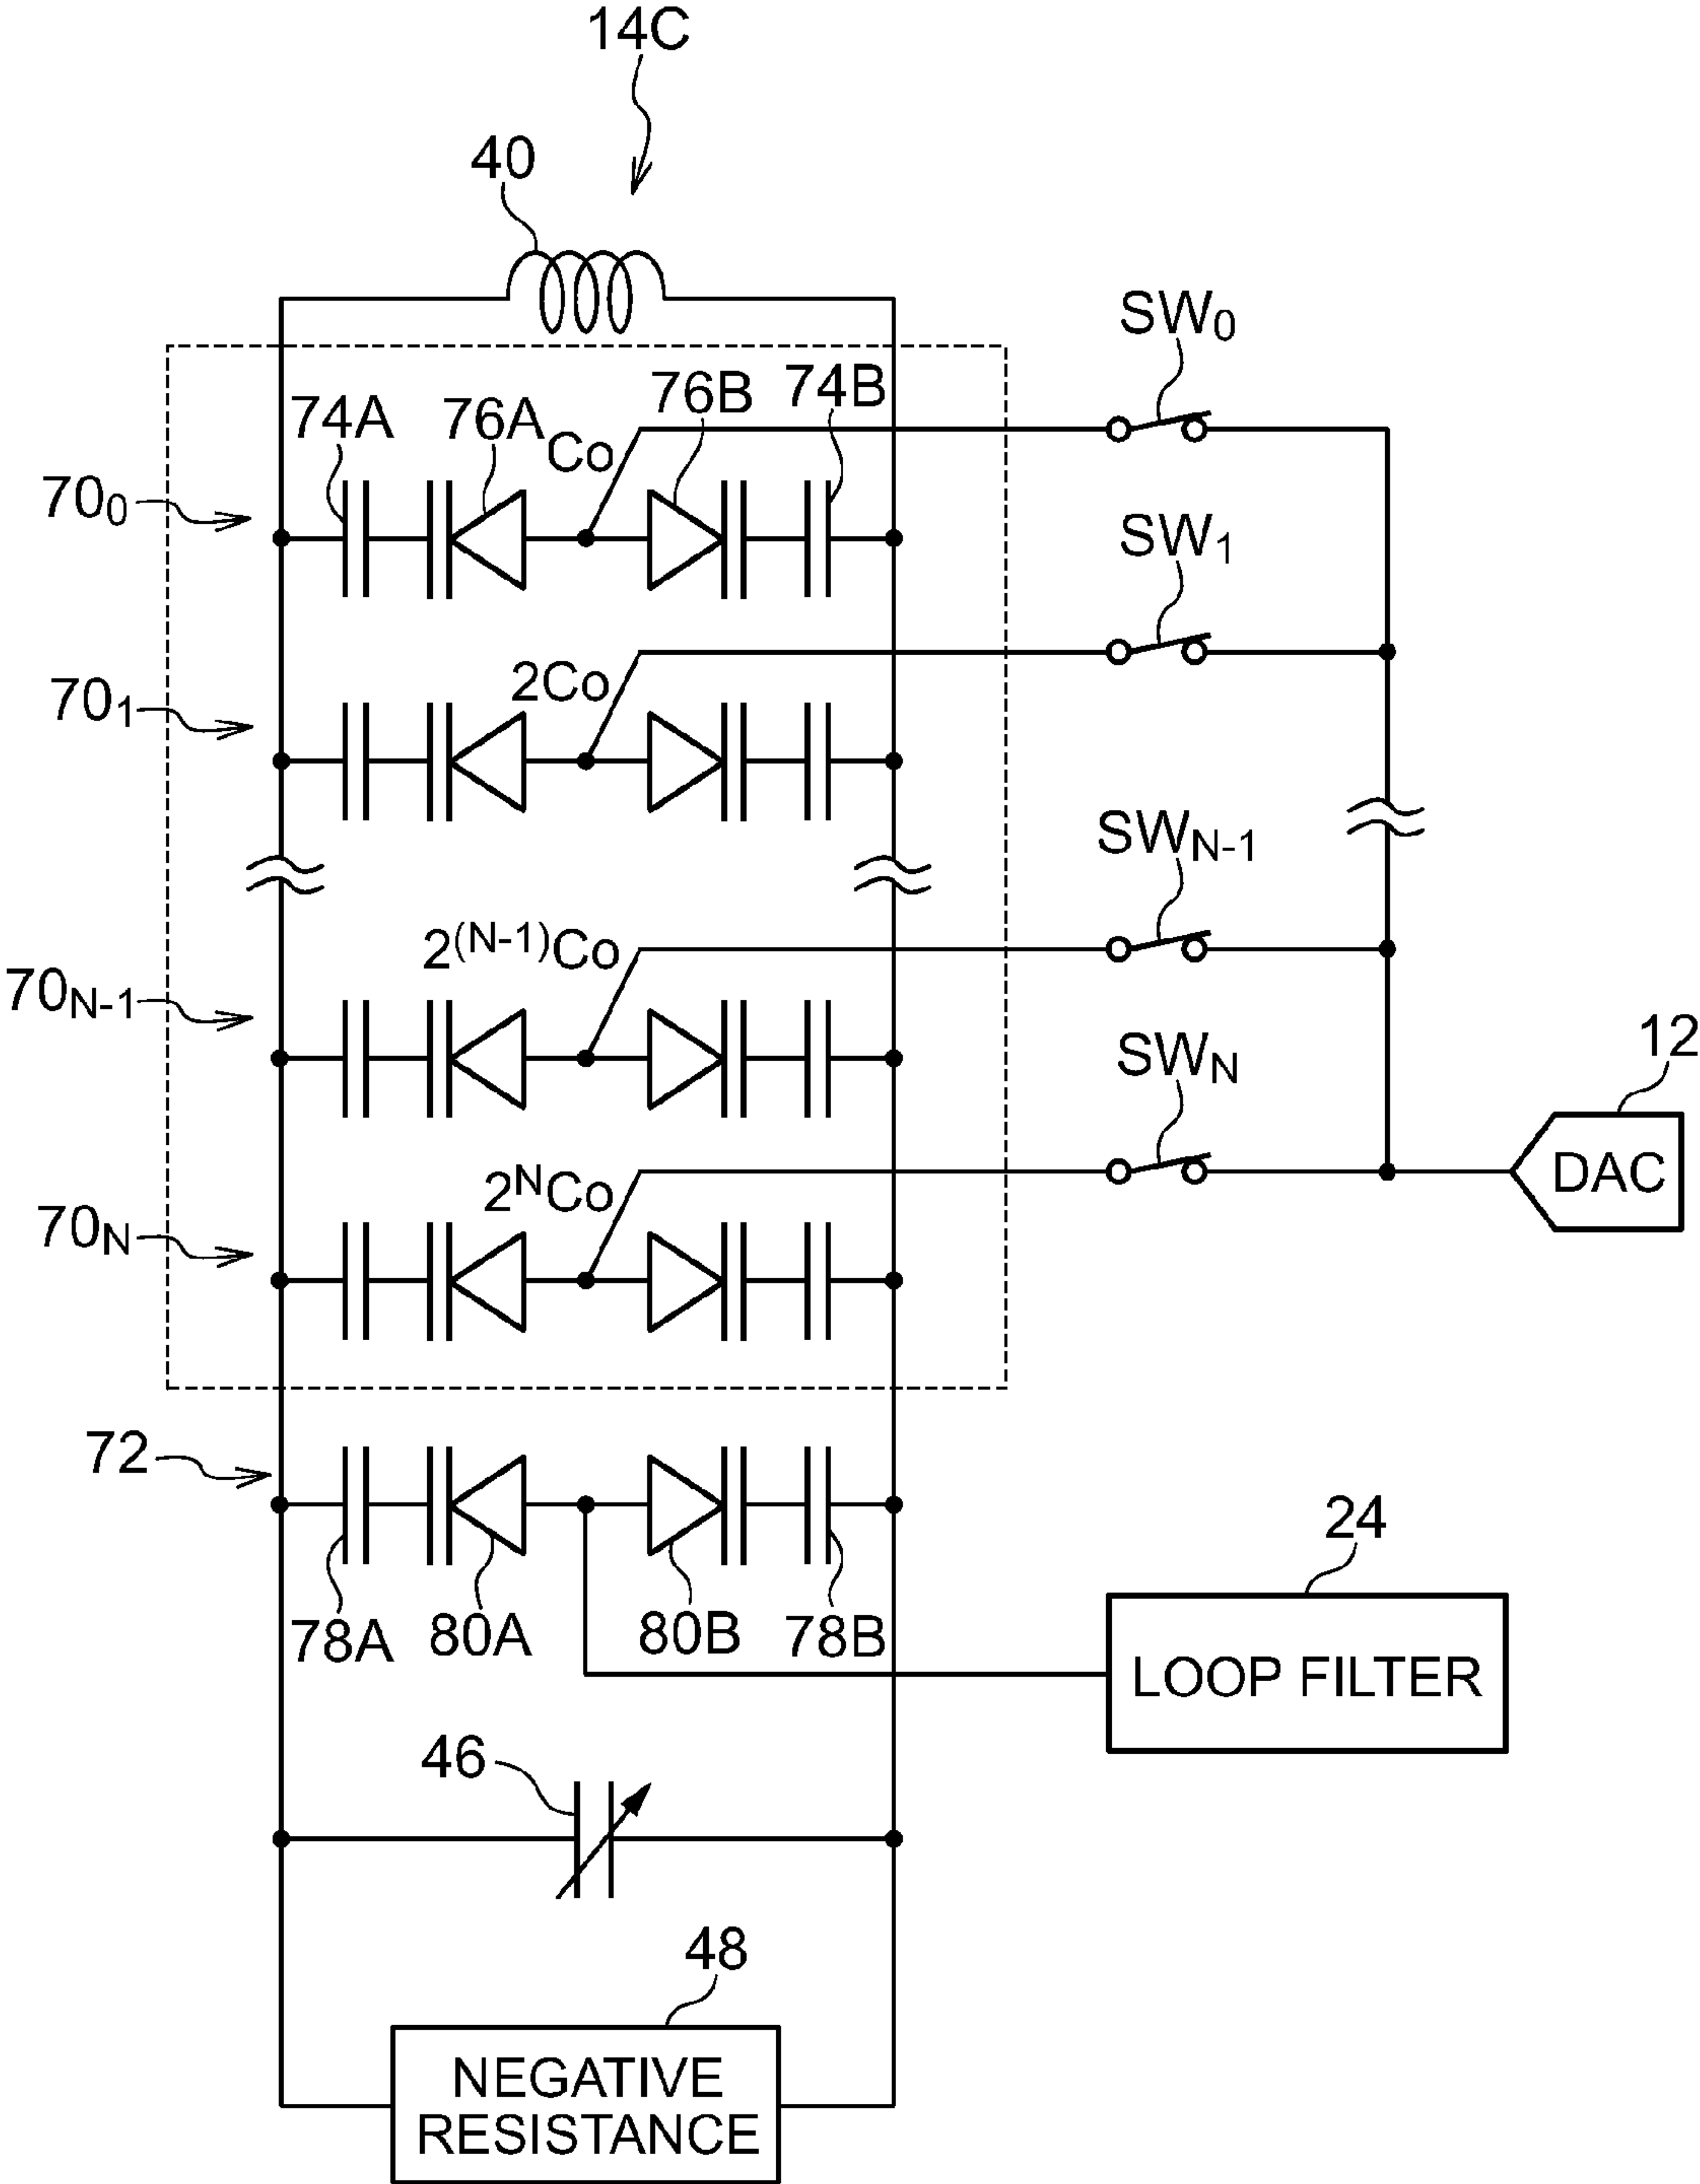 14C
40
SW0
74A
76A
Co
76B
74B
700
SW1
2Co
701
SWN-1
2(N-1)Co
70N-1
SWN
12
DAC
2NCo
70N
72
24
78A
80A
80B
78B
LOOP FILTER
46
48
NEGATIVE
RESISTANCE